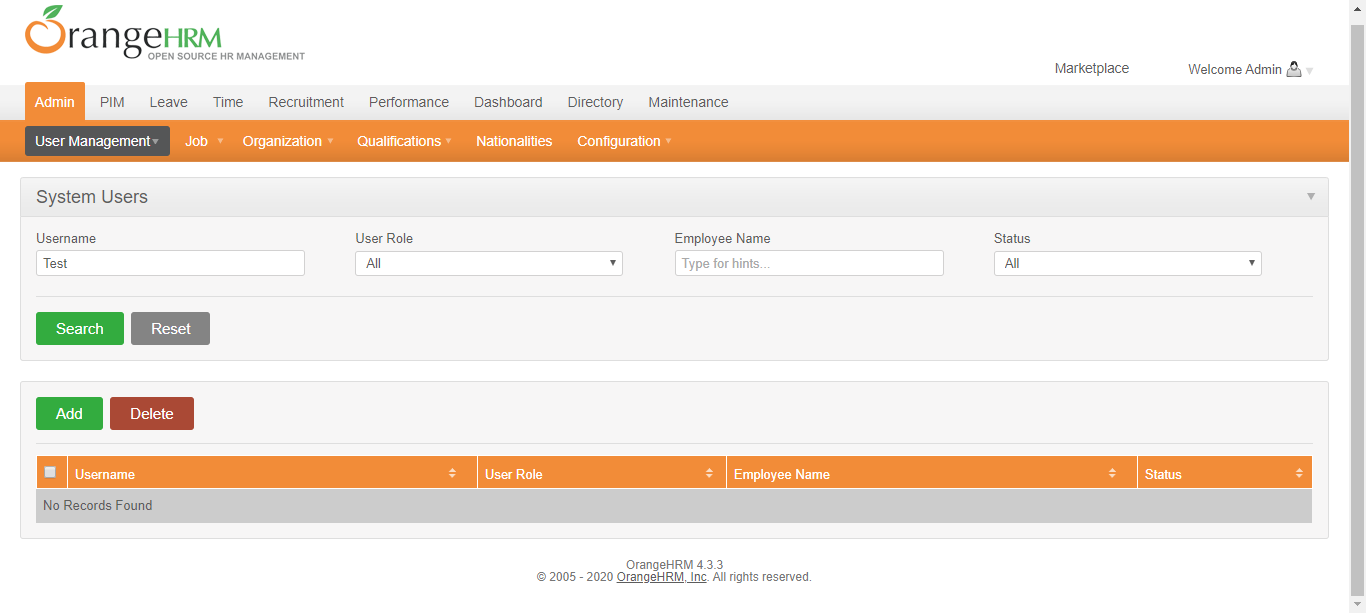 OrangeHRM
OPEN SOURCE HR MANAGEMENT
Marketplace Welcome Admin
Admin PIM Leave Time Recruitment Performance Dashboard Directory Maintenance
User Management Job Organization Qualifications Nationalities Configuration
System Users
Username User Role Employee Name Status
Test All Type for hints... All
Search Reset
Add Delete
Username User Role Employee Name Status
No Records Found
OrangeHRM 4.3.3
© 2005 - 2020 OrangeHRM, Inc. All rights reserved.